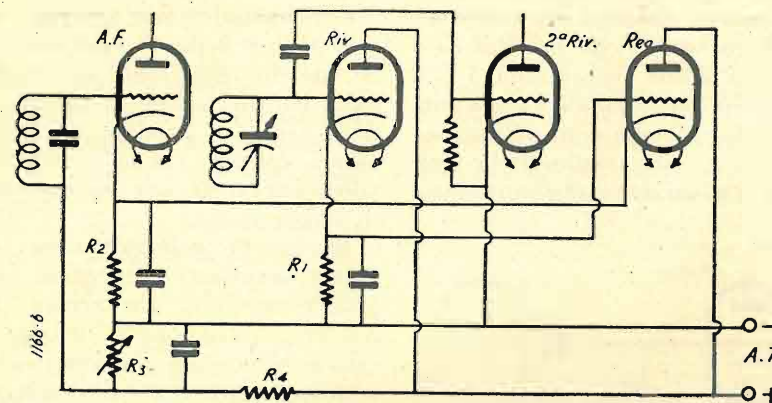 A.F.
Riv
2ª Riv.
Reg
R2
R1
1166.6
R3
R4
A.T
-
+